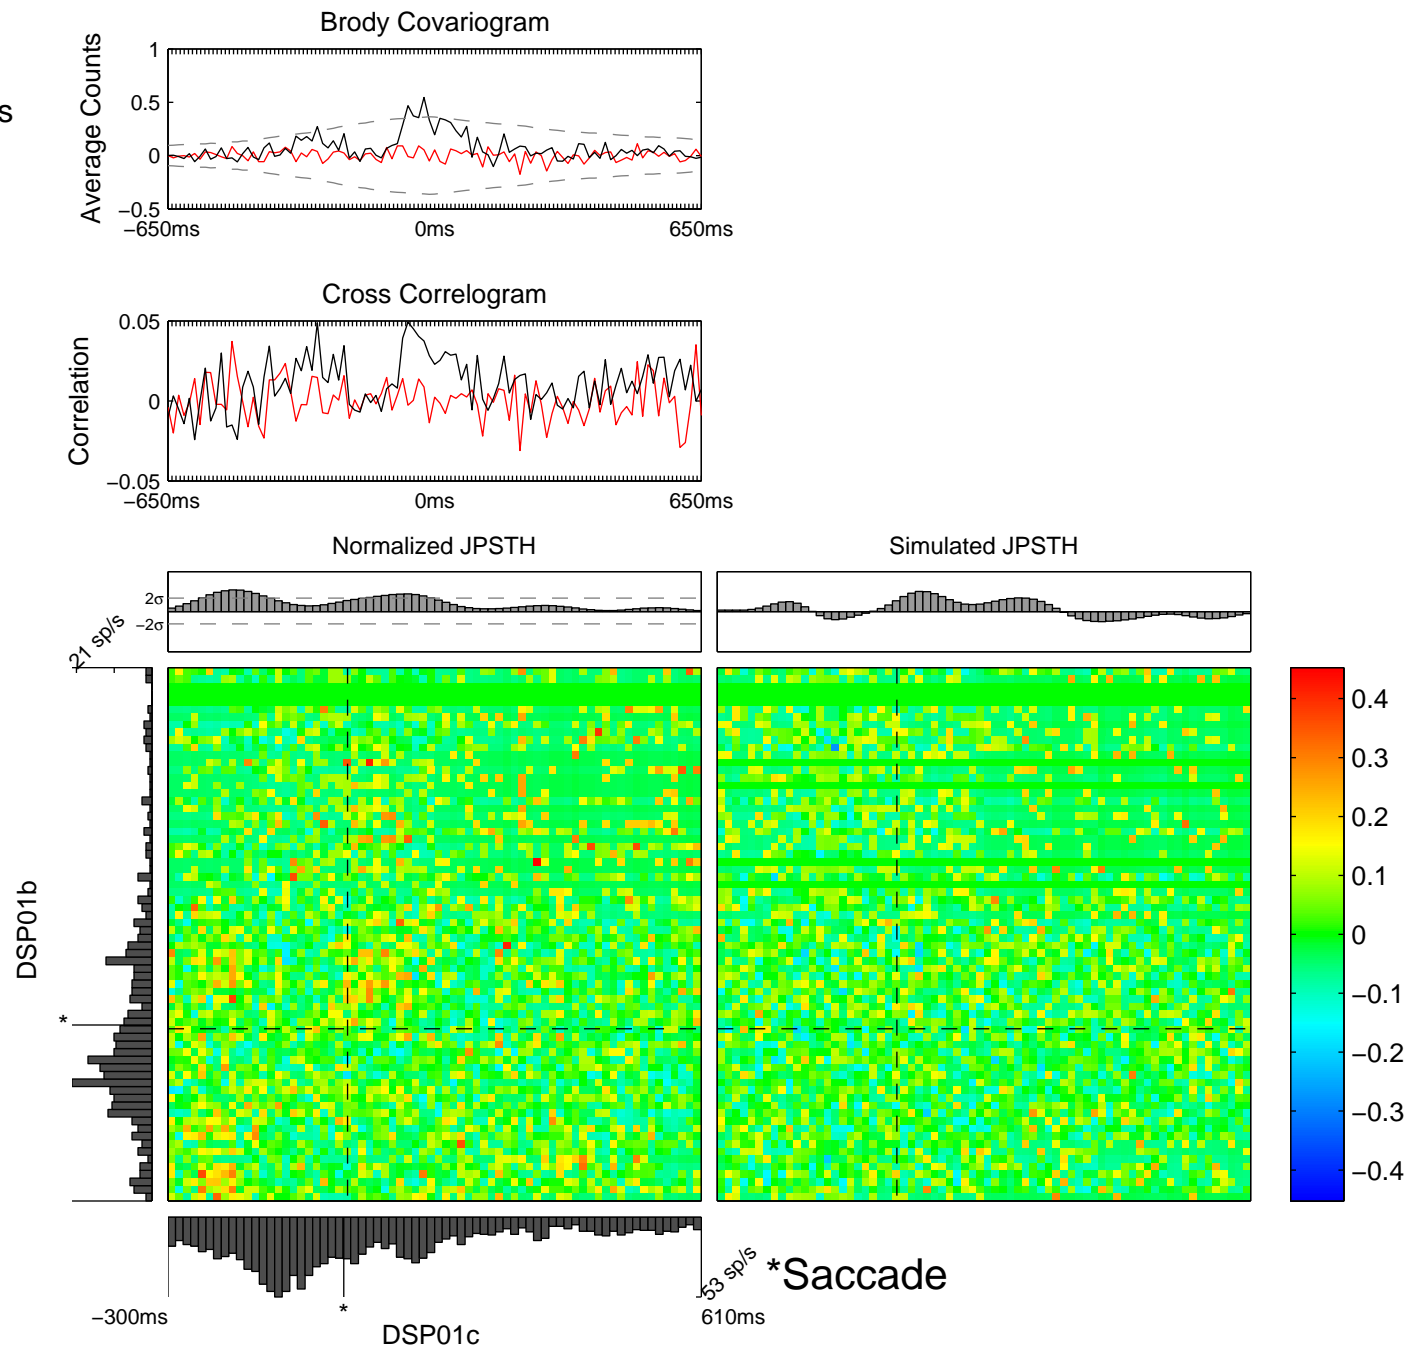 Brody Covariogram
Average Counts
1
0.5
0
−0.5
−650ms
0ms
650ms
s
Cross Correlogram
Correlation
0.05
0
−0.05
−650ms
0ms
650ms
Normalized JPSTH
Simulated JPSTH
2σ
−2σ
21 sp/s
DSP01b
*
0.4
0.3
0.2
0.1
0
−0.1
−0.2
−0.3
−0.4
53 sp/s
*Saccade
*
−300ms
610ms
DSP01c